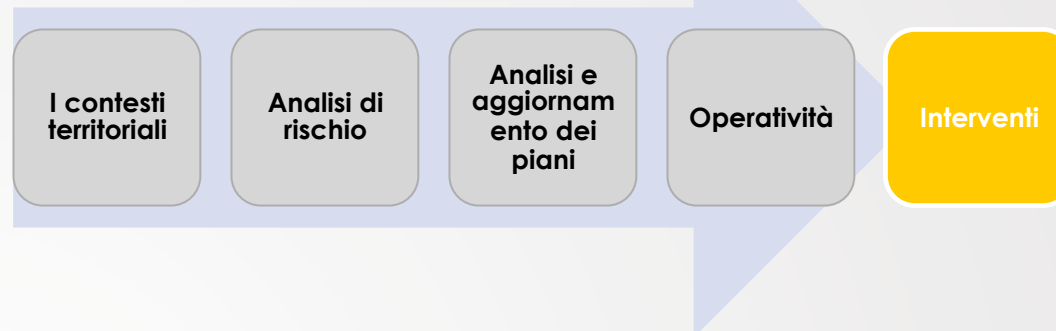 I contesti
territoriali
Analisi di
rischio
Analisi e
aggiornam
ento dei
piani
Operatività
Interventi